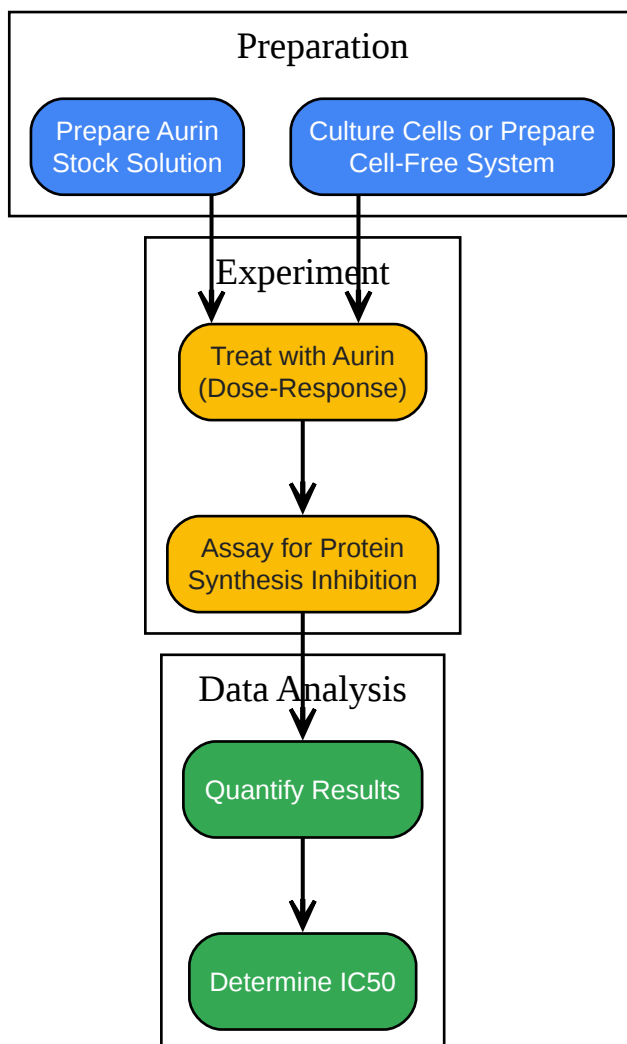 Preparation
Prepare Aurin
Stock Solution
Culture Cells or Prepare
Cell-Free System
Experiment
Treat with Aurin
(Dose-Response)
Assay for Protein
Synthesis Inhibition
Data Analysis
Quantify Results
Determine IC50